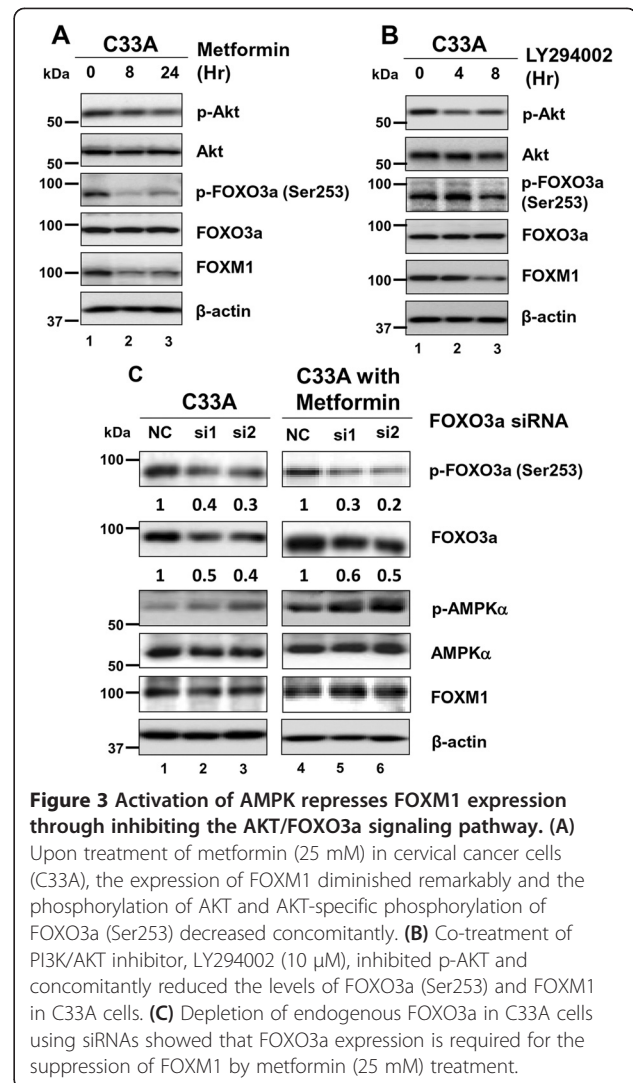 A
C33A
Metformin
(Hr)
kDa 0 8 24
p-Akt
50
Akt
50
100
p-FOXO3a (Ser253)
100
FOXO3a
100
FOXM1
β-actin
37
1 2 3
B
C33A
LY294002
(Hr)
kDa 0 4 8
p-Akt
50
Akt
50
100
p-FOXO3a
(Ser253)
100
FOXO3a
100
FOXM1
β-actin
37
1 2 3
C
C33A
C33A with
Metformin
FOXO3a siRNA
kDa NC si1 si2 NC si1 si2
100
p-FOXO3a (Ser253)
1 0.4 0.3 1 0.3 0.2
100
FOXO3a
1 0.5 0.4 1 0.6 0.5
p-AMPKα
50
AMPKα
50
100
FOXM1
β-actin
37
1 2 3 4 5 6
Figure 3 Activation of AMPK represses FOXM1 expression
through inhibiting the AKT/FOXO3a signaling pathway. (A)
Upon treatment of metformin (25 mM) in cervical cancer cells
(C33A), the expression of FOXM1 diminished remarkably and the
phosphorylation of AKT and AKT-specific phosphorylation of
FOXO3a (Ser253) decreased concomitantly. (B) Co-treatment of
PI3K/AKT inhibitor, LY294002 (10 μM), inhibited p-AKT and
concomitantly reduced the levels of FOXO3a (Ser253) and FOXM1
in C33A cells. (C) Depletion of endogenous FOXO3a in C33A cells
using siRNAs showed that FOXO3a expression is required for the
suppression of FOXM1 by metformin (25 mM) treatment.